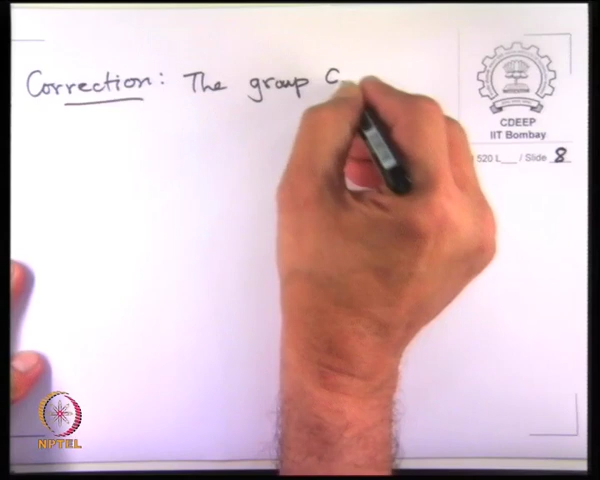 Correction: The group C
CDEEP
IIT Bombay
520 L___ / Slide 8
NPTEL